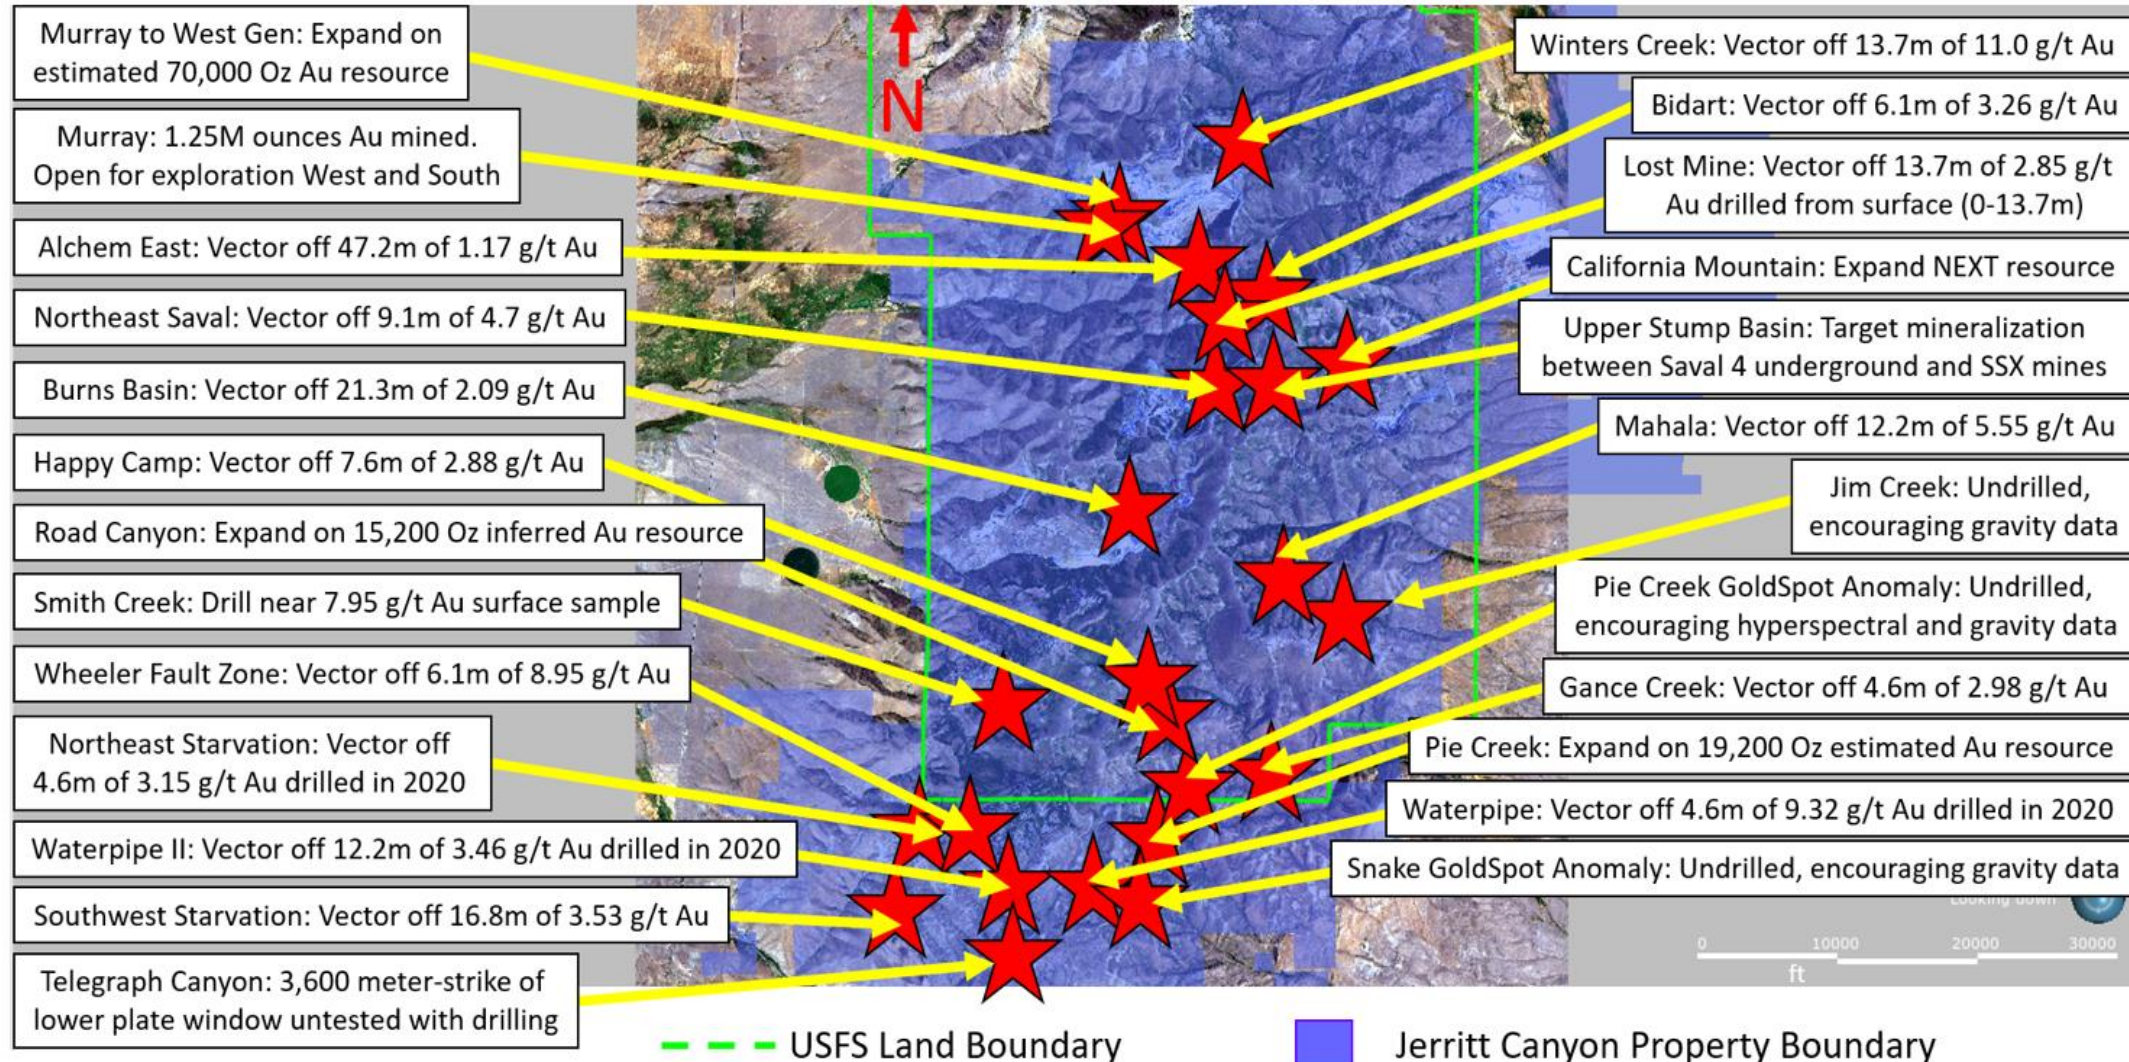 Murray to West Gen: Expand on
estimated 70,000 Oz Au resource
Murray: 1.25M ounces Au mined.
Open for exploration West and South
Alchem East: Vector off 47.2m of 1.17 g/t Au
Northeast Saval: Vector off 9.1m of 4.7 g/t Au
Burns Basin: Vector off 21.3m of 2.09 g/t Au
Happy Camp: Vector off 7.6m of 2.88 g/t Au
Road Canyon: Expand on 15,200 Oz inferred Au resource
Smith Creek: Drill near 7.95 g/t Au surface sample
Wheeler Fault Zone: Vector off 6.1m of 8.95 g/t Au
Northeast Starvation: Vector off
4.6m of 3.15 g/t Au drilled in 2020
Waterpipe II: Vector off 12.2m of 3.46 g/t Au drilled in 2020
Southwest Starvation: Vector off 16.8m of 3.53 g/t Au
Telegraph Canyon: 3,600 meter-strike of
lower plate window untested with drilling
N
Winters Creek: Vector off 13.7m of 11.0 g/t Au
Bidart: Vector off 6.1m of 3.26 g/t Au
Lost Mine: Vector off 13.7m of 2.85 g/t
Au drilled from surface (0-13.7m)
California Mountain: Expand NEXT resource
Upper Stump Basin: Target mineralization
between Saval 4 underground and SSX mines
Mahala: Vector off 12.2m of 5.55 g/t Au
Jim Creek: Undrilled,
encouraging gravity data
Pie Creek GoldSpot Anomaly: Undrilled,
encouraging hyperspectral and gravity data
Gance Creek: Vector off 4.6m of 2.98 g/t Au
Pie Creek: Expand on 19,200 Oz estimated Au resource
Waterpipe: Vector off 4.6m of 9.32 g/t Au drilled in 2020
Snake GoldSpot Anomaly: Undrilled, encouraging gravity data
Looking down
0 10000 20000 30000
ft
USFS Land Boundary
Jerritt Canyon Property Boundary